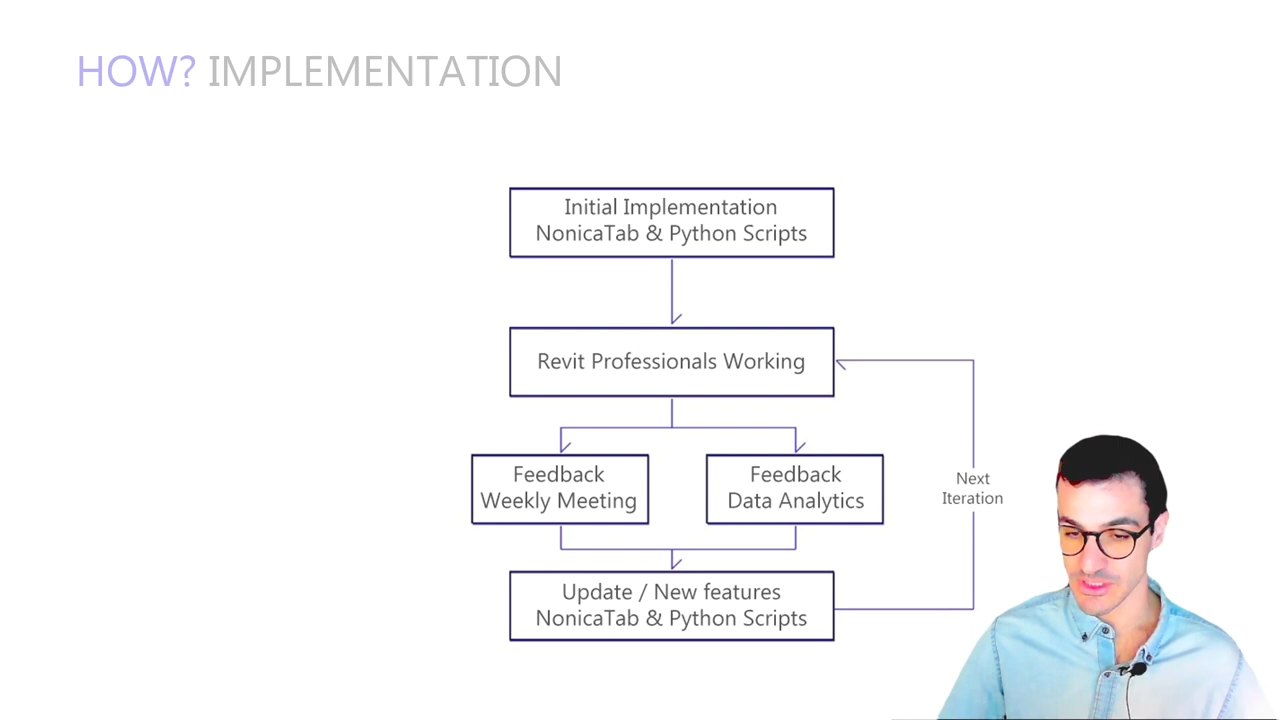 HOW? IMPLEMENTATION
Initial Implementation
NonicaTab & Python Scripts
Revit Professionals Working
Feedback
Weekly Meeting
Feedback
Data Analytics
Next
Iteration
Update / New features
NonicaTab & Python Scripts